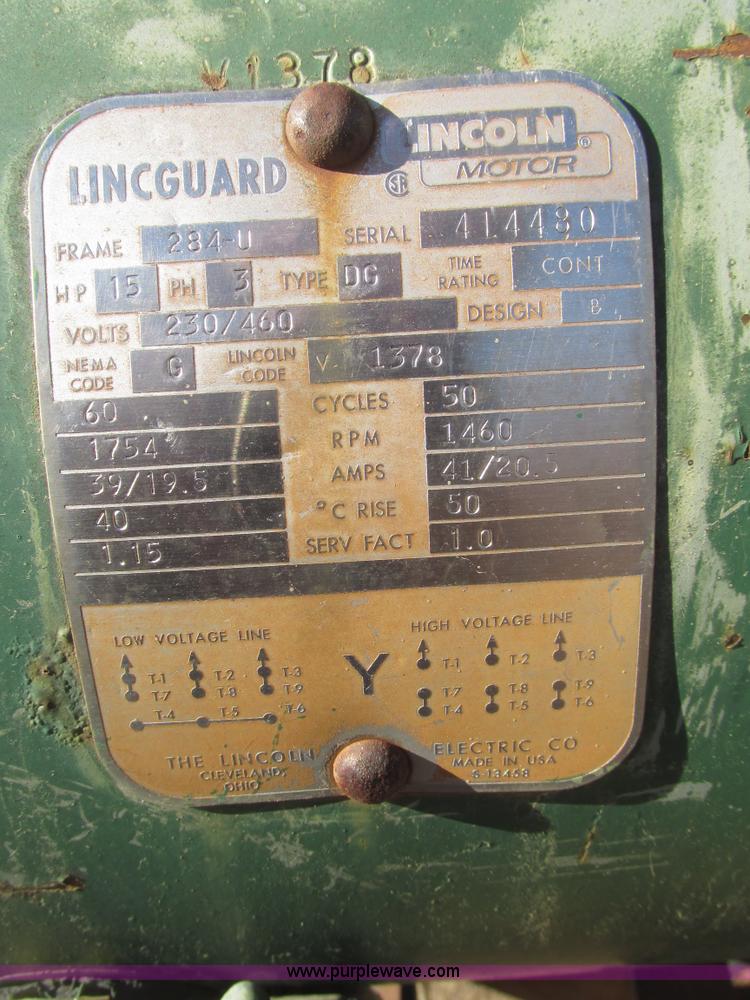 V1378
LINCGUARD
LINCOLN ®
MOTOR
SA
FRAME 284-U SERIAL 414480
HP 15 PH 3 TYPE DG TIME RATING CONT
VOLTS 230/460 DESIGN B
NEMA CODE G LINCOLN CODE V 1378
60 CYCLES 50
1754 RPM 1460
39/19.5 AMPS 41/20.5
40 °C RISE 50
1.15 SERV FACT 1.0
LOW VOLTAGE LINE HIGH VOLTAGE LINE
T-1 T-2 T-3 Y T-1 T-2 T-3
T-7 T-8 T-9 T-7 T-8 T-9
T-4 T-5 T-6 T-4 T-5 T-6
THE LINCOLN ELECTRIC CO
CLEVELAND, MADE IN USA
OHIO S-13458
www.purplewave.com